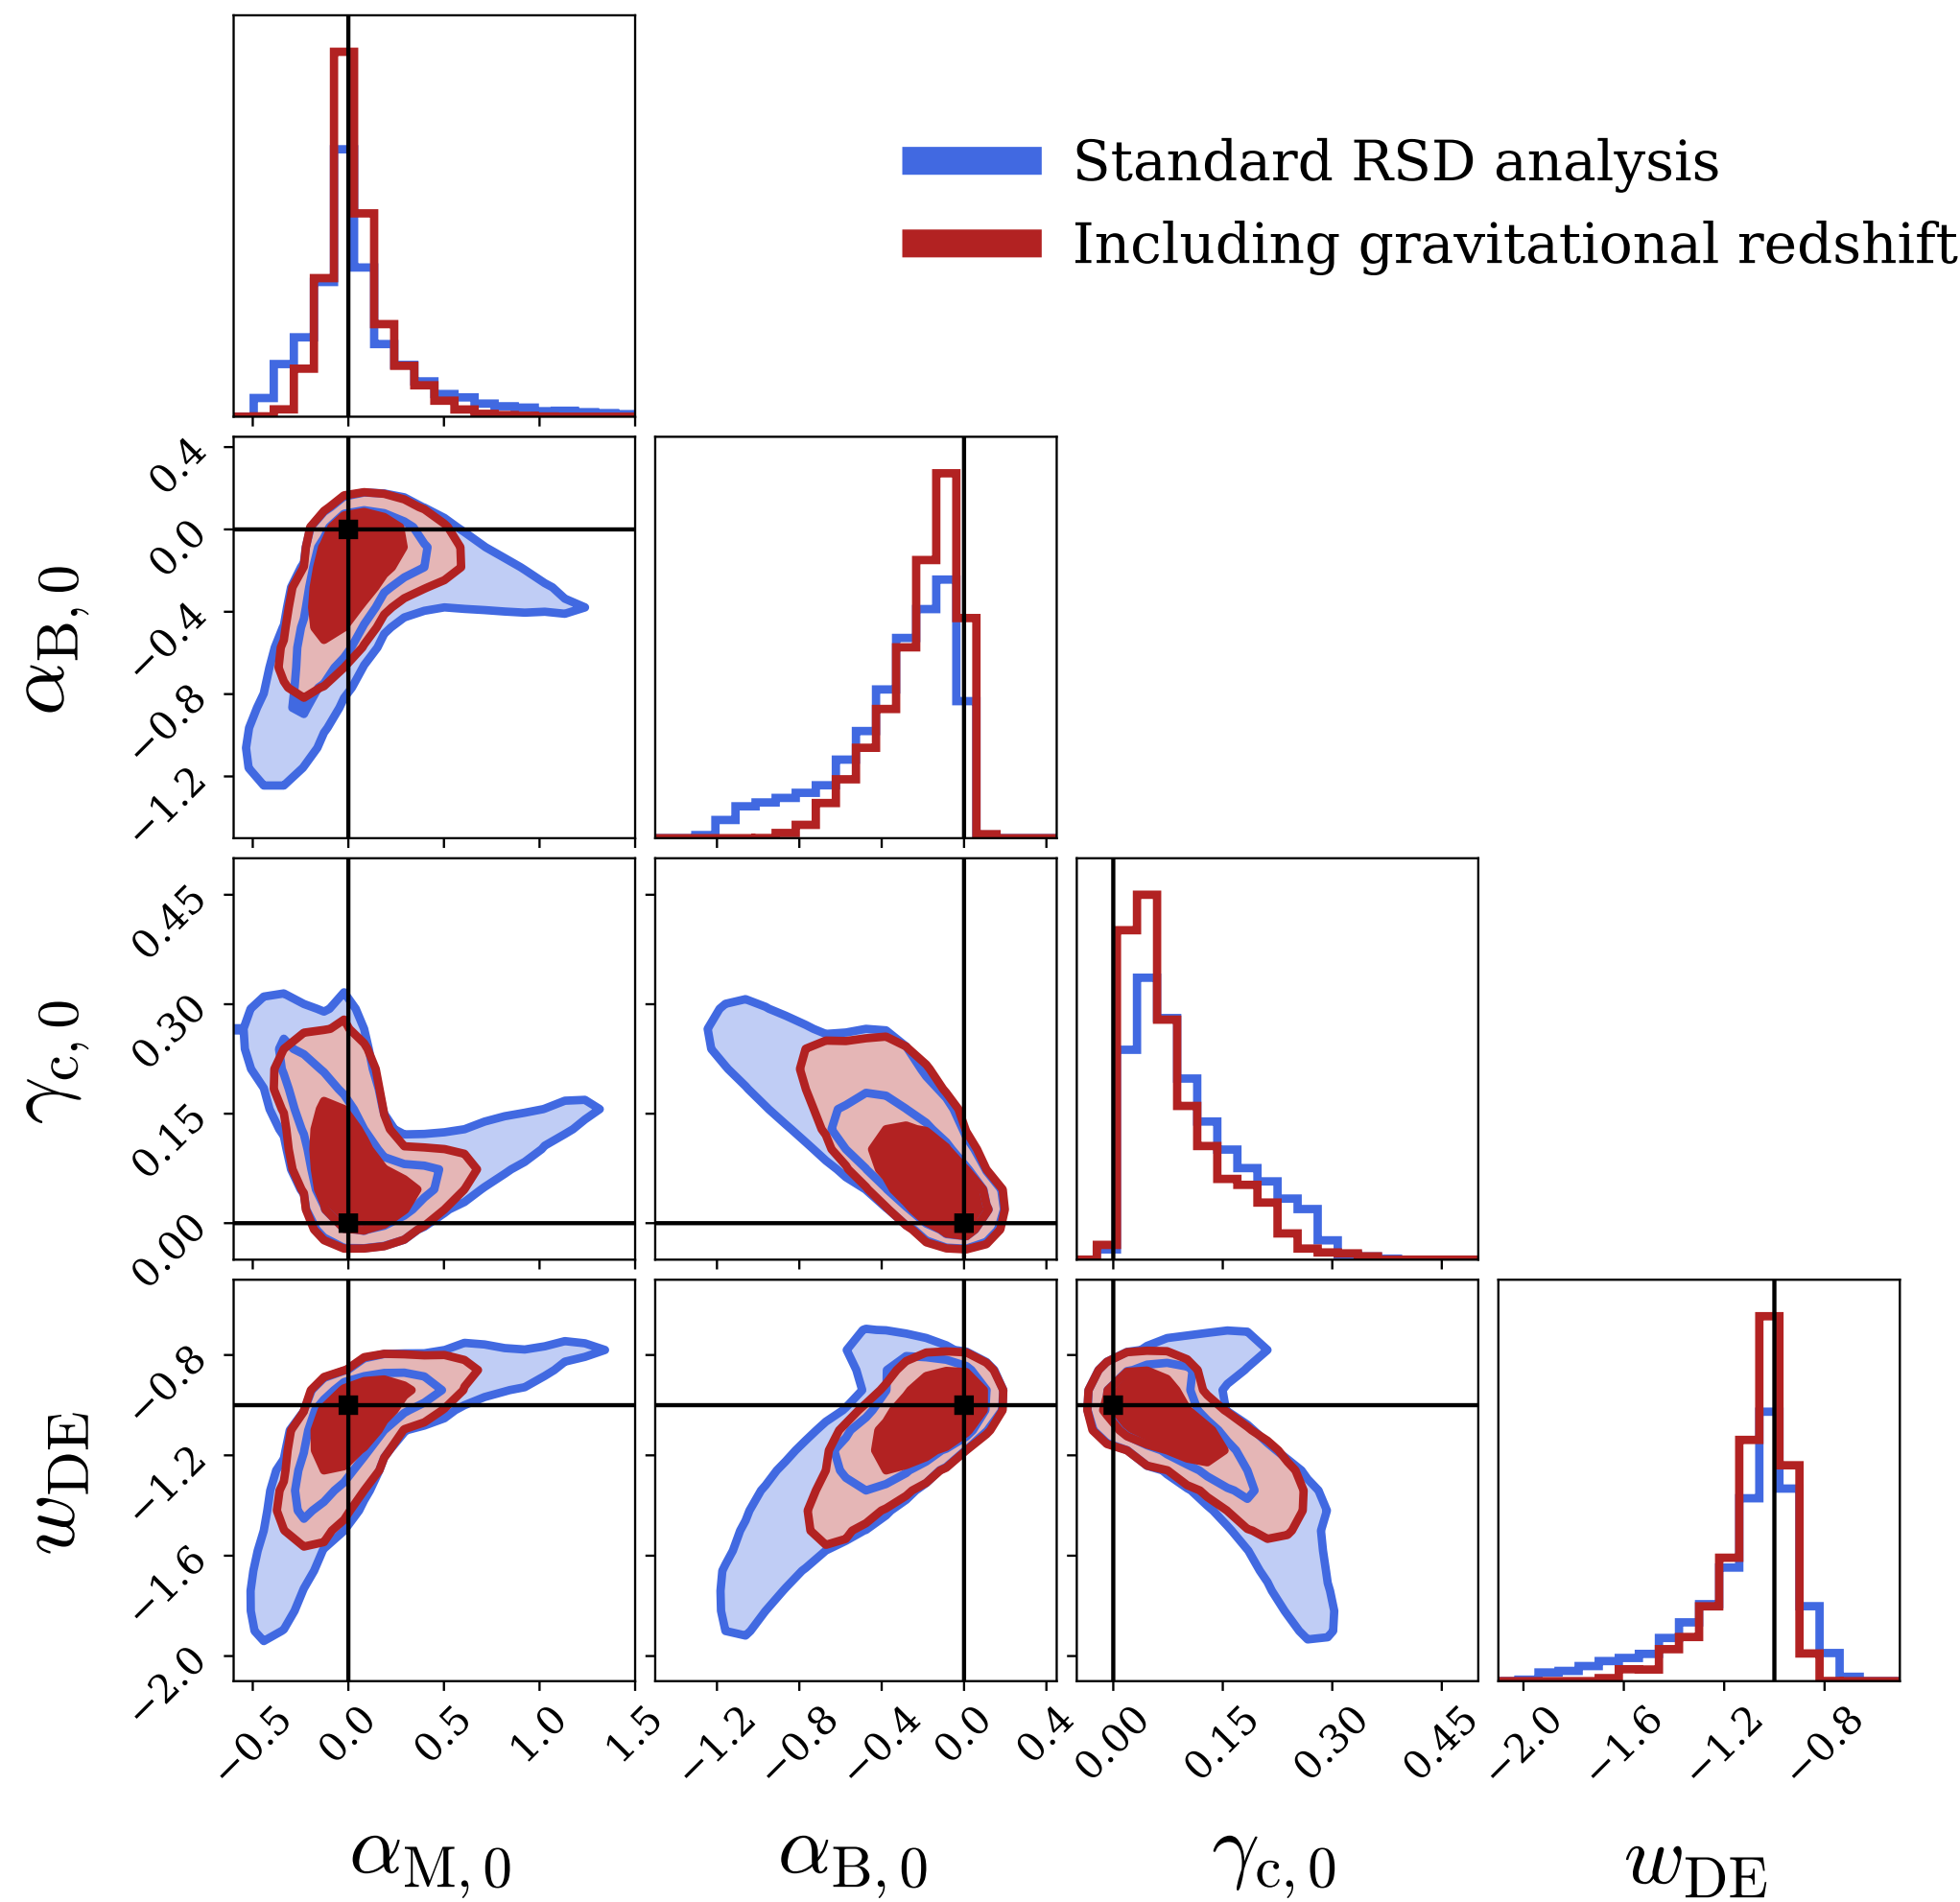 Standard RSD analysis
Including gravitational redshift
0.4
0.0
−0.4
−0.8
−1.2
α_B, 0
0.45
0.30
0.15
0.00
γ_c, 0
−0.8
−1.2
−1.6
−2.0
w_DE
−0.5 0.0 0.5 1.0 1.5 −1.2 −0.8 −0.4 0.0 0.4 0.00 0.15 0.30 0.45 −2.0 −1.6 −1.2 −0.8
α_M, 0 α_B, 0 γ_c, 0 w_DE